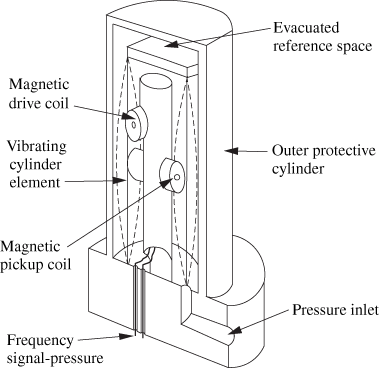 Evacuated
reference space
Magnetic
drive coil
Vibrating
cylinder
element
Outer protective
cylinder
Magnetic
pickup coil
Pressure inlet
Frequency
signal-pressure